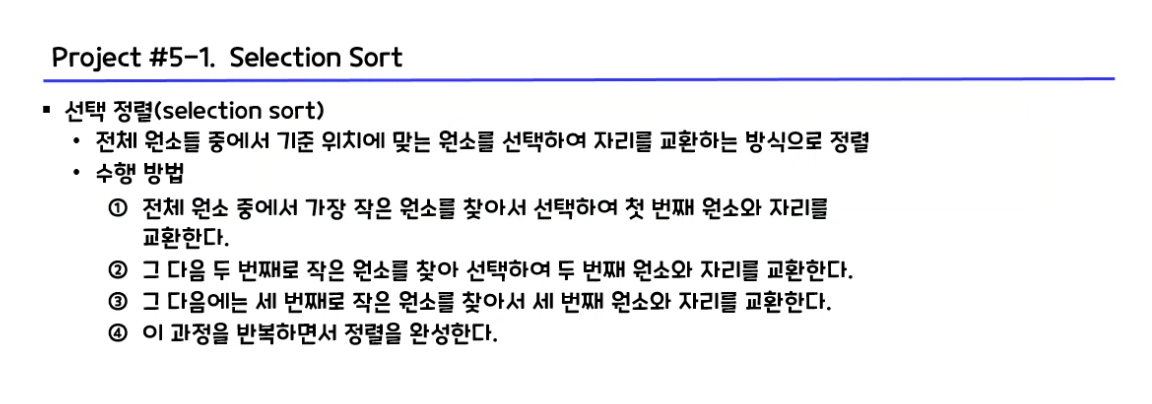 Project #5-1. Selection Sort
▪ 선택 정렬(selection sort)
• 전체 원소들 중에서 기준 위치에 맞는 원소를 선택하여 자리를 교환하는 방식으로 정렬
• 수행 방법
① 전체 원소 중에서 가장 작은 원소를 찾아서 선택하여 첫 번째 원소와 자리를
교환한다.
② 그 다음 두 번째로 작은 원소를 찾아 선택하여 두 번째 원소와 자리를 교환한다.
③ 그 다음에는 세 번째로 작은 원소를 찾아서 세 번째 원소와 자리를 교환한다.
④ 이 과정을 반복하면서 정렬을 완성한다.